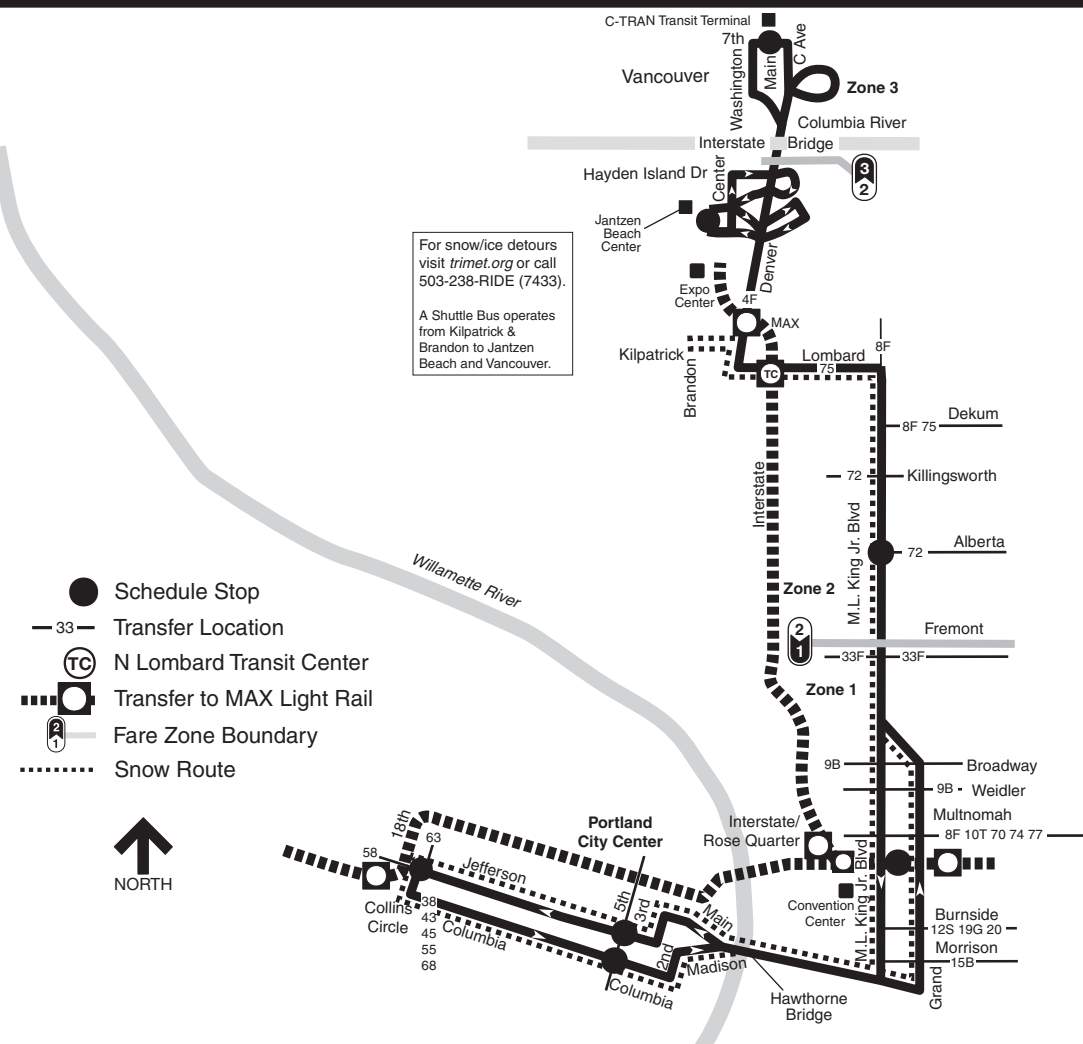 C-TRAN Transit Terminal
7th
Washington
Main
C Ave
Vancouver
Zone 3
Columbia River
Interstate Bridge
3
2
Hayden Island Dr
Center
Jantzen
Beach
Center
Denver
For snow/ice detours
visit trimet.org or call
503-238-RIDE (7433).
A Shuttle Bus operates
from Kilpatrick &
Brandon to Jantzen
Beach and Vancouver.
Expo
Center
4F
MAX
8F
Kilpatrick
Brandon
TC
Lombard
75
Dekum
8F 75
72
Killingsworth
Interstate
M.L. King Jr. Blvd
Alberta
72
Willamette River
Zone 2
2
1
Fremont
33F
33F
Zone 1
Schedule Stop
33
Transfer Location
TC
N Lombard Transit Center
Transfer to MAX Light Rail
2
1
Fare Zone Boundary
Snow Route
NORTH
9B
Broadway
9B
Weidler
Multnomah
8F 10T 70 74 77
Interstate/
Rose Quarter
Portland
City Center
18th
63
58
Jefferson
5th
3rd
Main
Collins
Circle
38
43
45
55
68
Columbia
2nd
Madison
Columbia
Convention
Center
M.L. King Jr. Blvd
Burnside
12S 19G 20
Morrison
15B
Grand
Hawthorne
Bridge